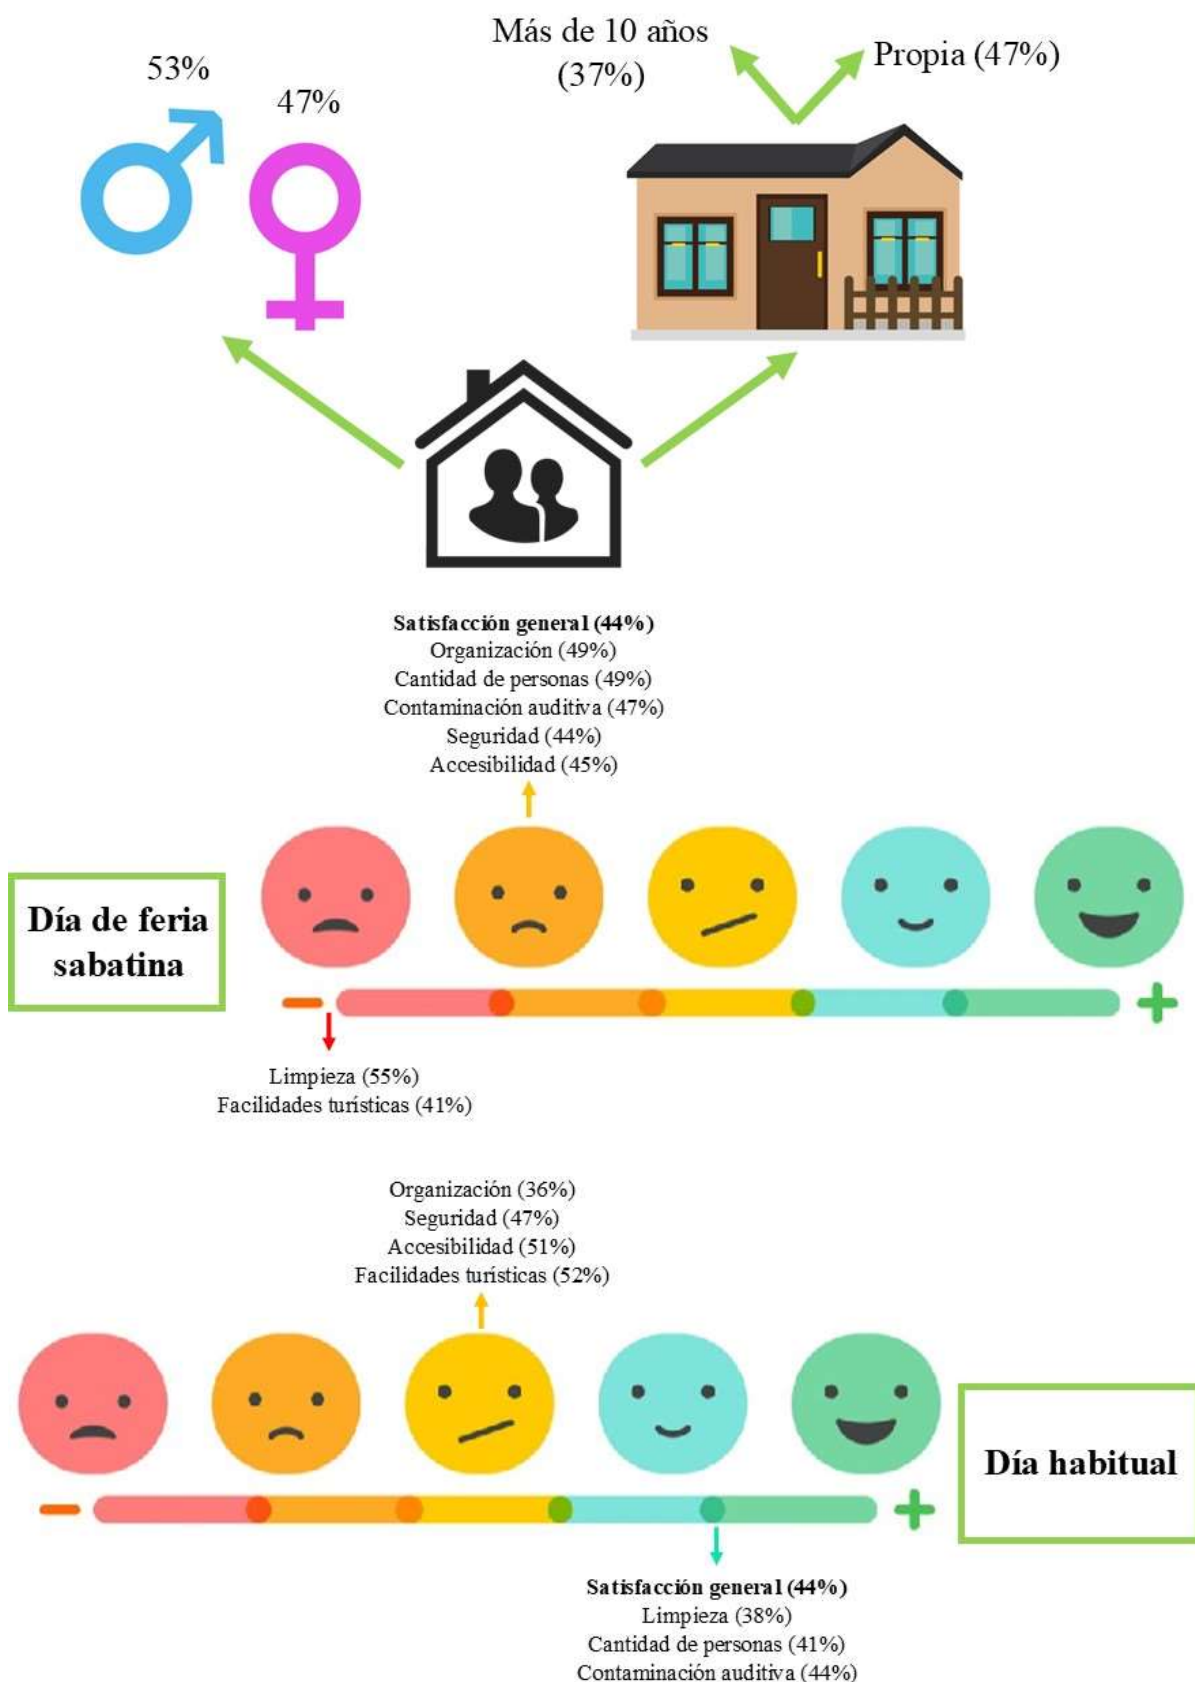 53%
47%
Más de 10 años
(37%)
Propia (47%)
Satisfacción general (44%)
Organización (49%)
Cantidad de personas (49%)
Contaminación auditiva (47%)
Seguridad (44%)
Accesibilidad (45%)
Día de feria
sabatina
Limpieza (55%)
Facilidades turísticas (41%)
Organización (36%)
Seguridad (47%)
Accesibilidad (51%)
Facilidades turísticas (52%)
Día habitual
Satisfacción general (44%)
Limpieza (38%)
Cantidad de personas (41%)
Contaminación auditiva (44%)